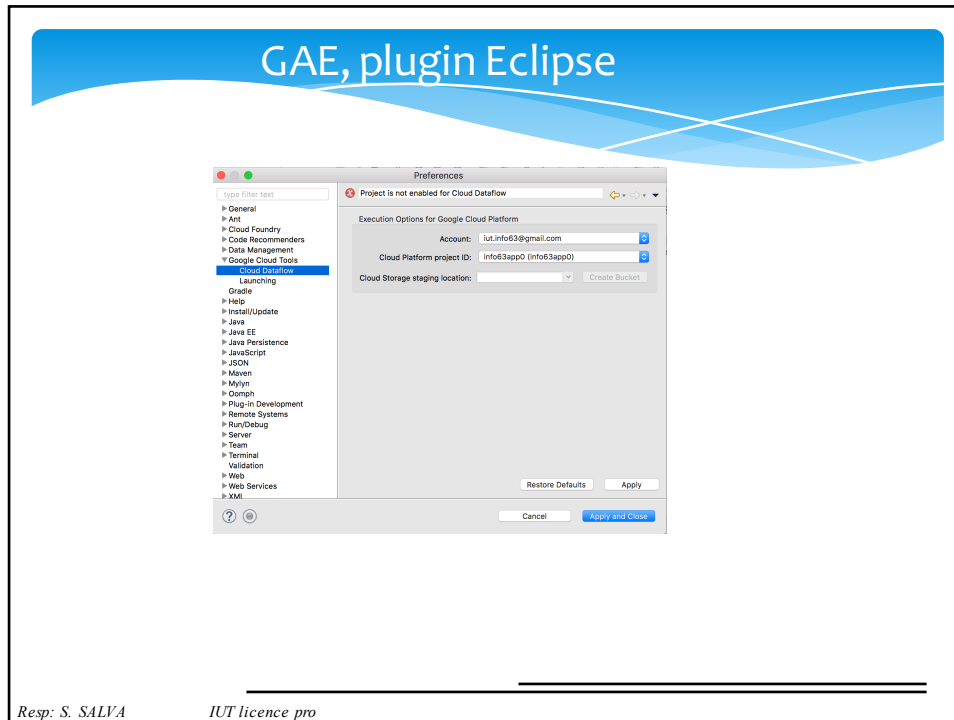 GAE, plugin Eclipse
Preferences
type filter text
Project is not enabled for Cloud Dataflow
General
Ant
Cloud Foundry
Code Recommenders
Data Management
Google Cloud Tools
Cloud Dataflow
Launching
Gradle
Help
Install/Update
Java
Java EE
Java Persistence
JavaScript
JSON
Maven
Mylyn
Oomph
Plug-in Development
Remote Systems
Run/Debug
Server
Team
Terminal
Validation
Web
Web Services
XML
Execution Options for Google Cloud Platform
Account: iut.info63@gmail.com
Cloud Platform project ID: info63app0 (info63app0)
Cloud Storage staging location: Create Bucket
Restore Defaults Apply
? Cancel Apply and Close
Resp: S. SALVA IUT licence pro